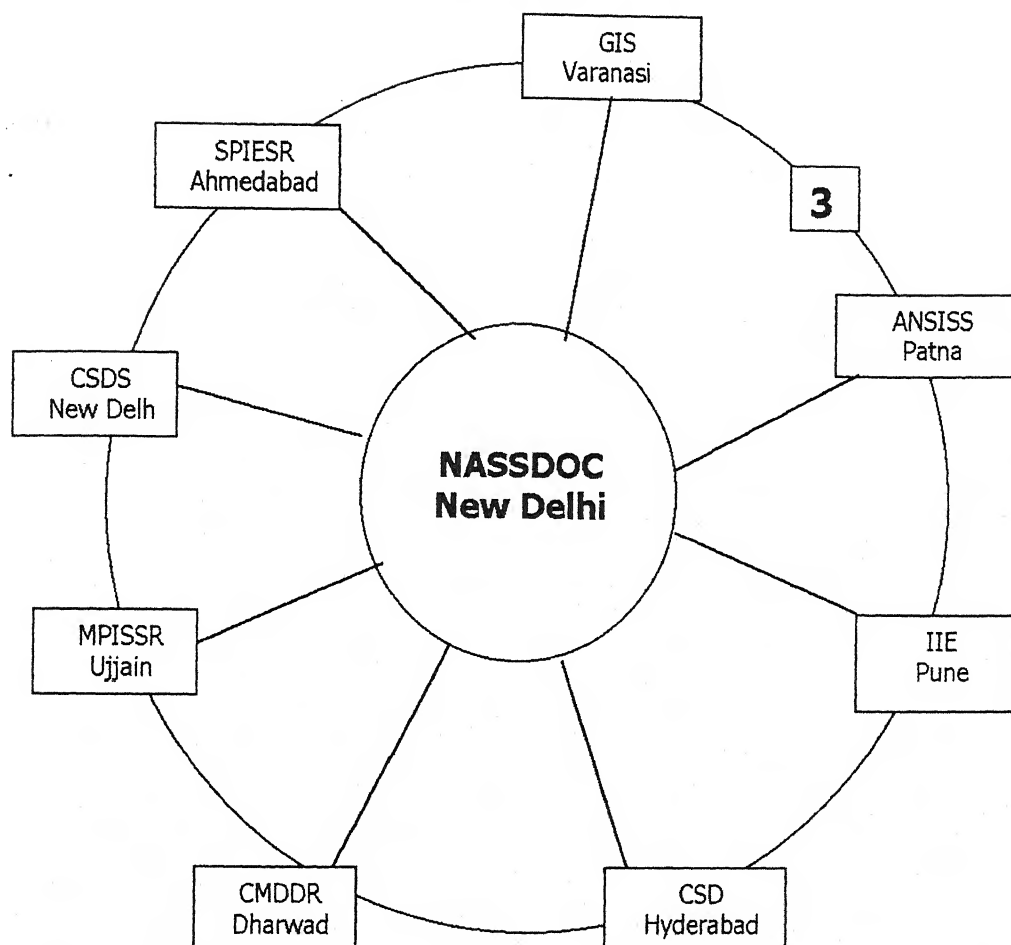 GIS
Varanasi
SPIESR
Ahmedabad
3
ANSISS
Patna
CSDS
New Delh
NASSDOC
New Delhi
MPISSR
Ujjain
IIE
Pune
CMDDR
Dharwad
CSD
Hyderabad